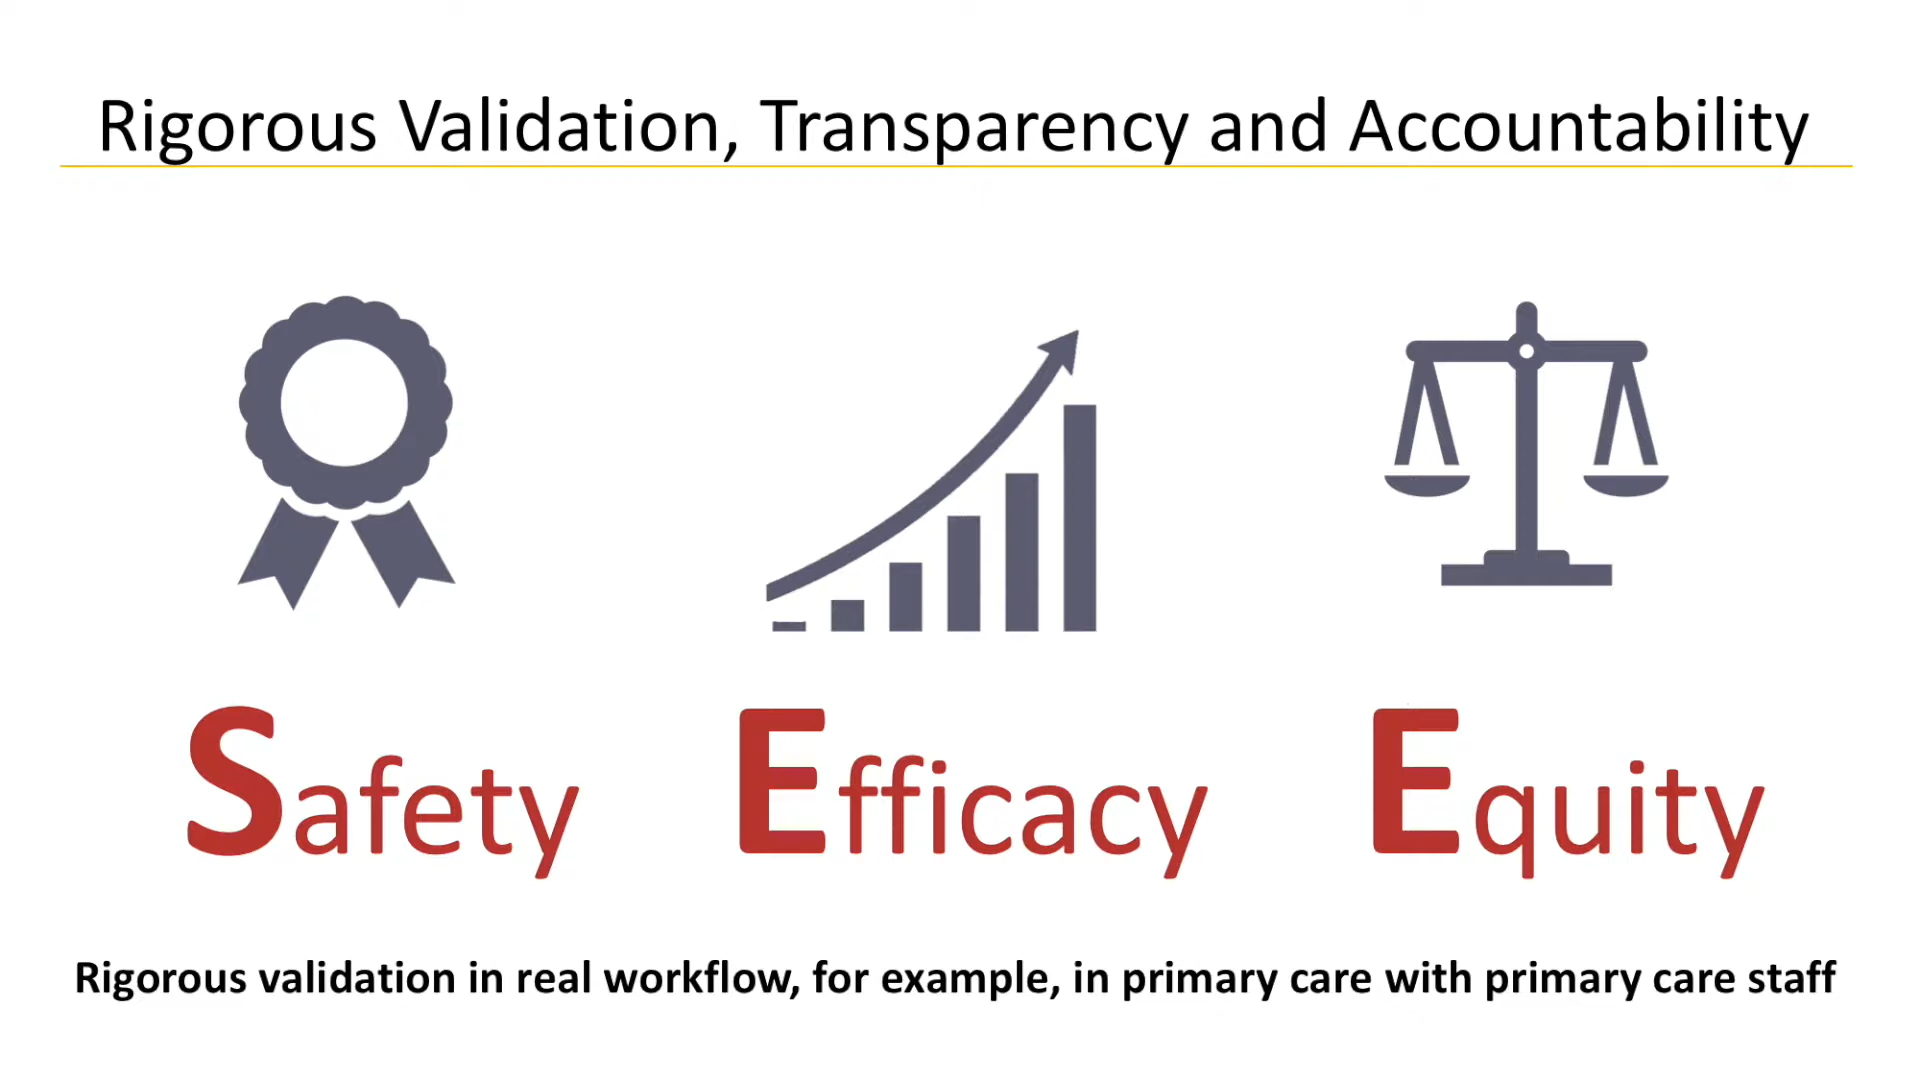 Rigorous Validation, Transparency and Accountability
Safety Efficacy Equity
Rigorous validation in real workflow, for example, in primary care with primary care staff